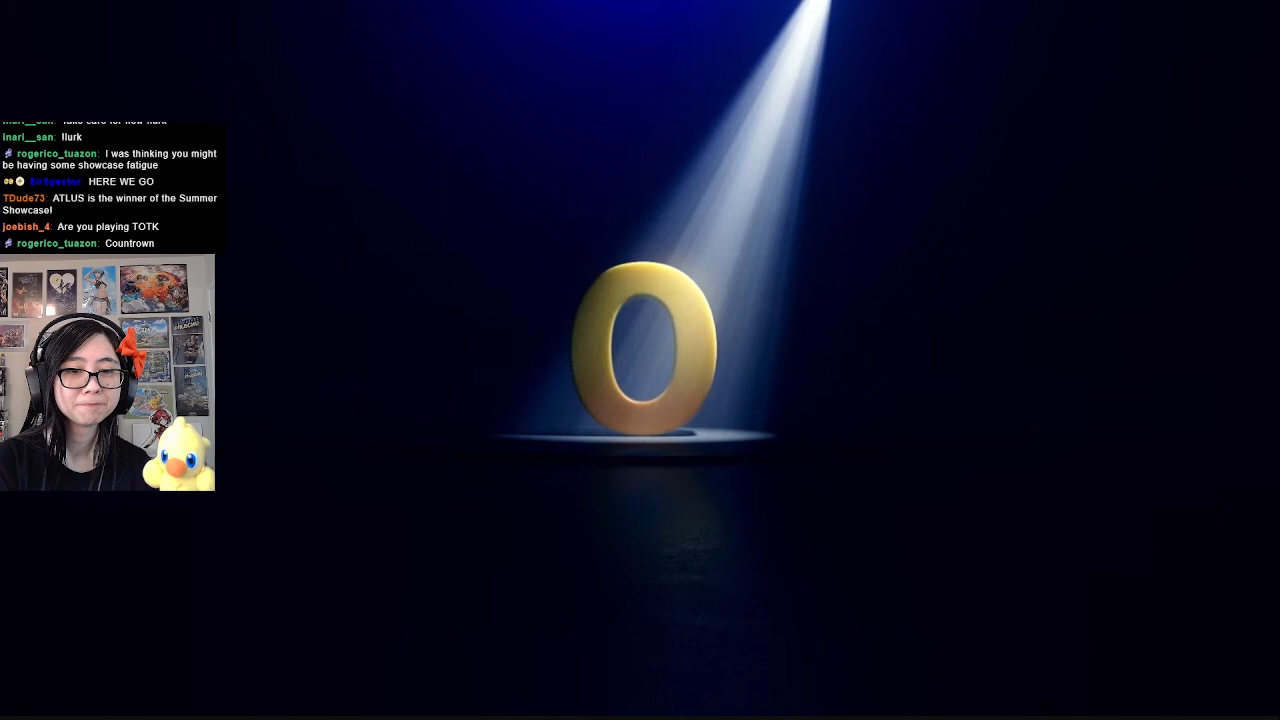 Inari__san: !lurk
rogerico_tuazon: I was thinking you might
be having some showcase fatigue
HERE WE GO
TDude73: ATLUS is the winner of the Summer
Showcase!
joebish_4: Are you playing TOTK
rogerico_tuazon: Countrown
0